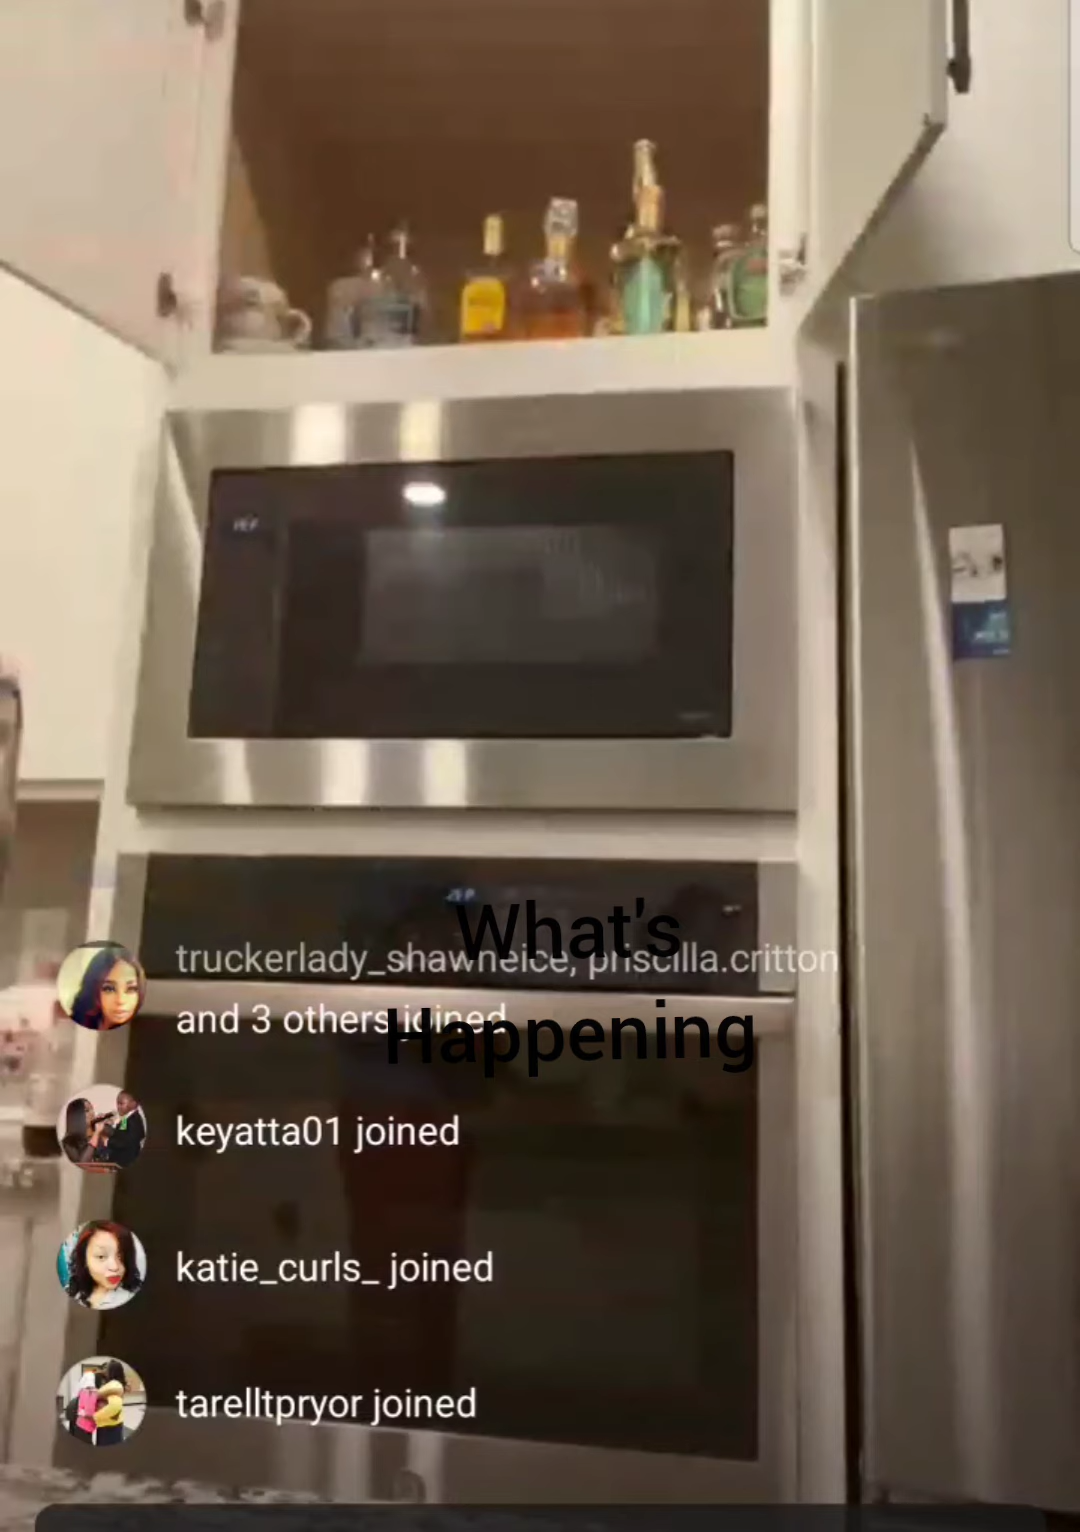 What's
truckerlady_shawneice, priscilla.critton
and 3 others joined
Happening
keyatta01 joined
katie_curls_ joined
tarelltpryor joined